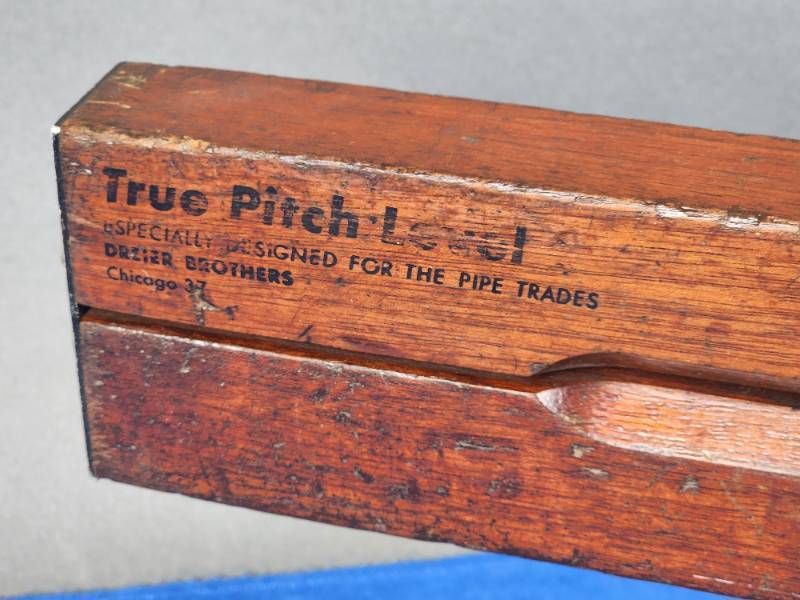 True Pitch-Level
ESPECIALLY DESIGNED FOR THE PIPE TRADES
DREIER BROTHERS
Chicago 37